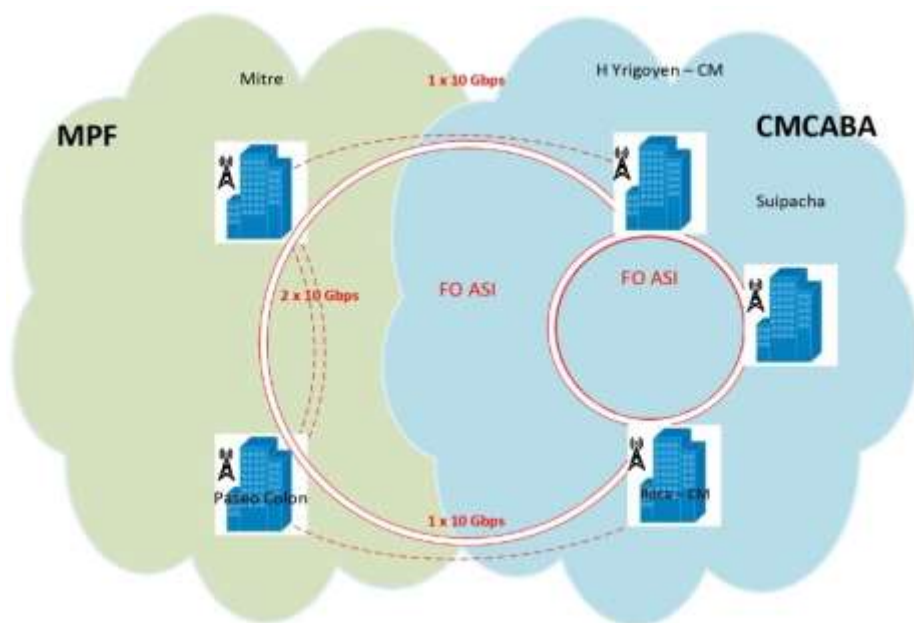 Mitre
1 x 10 Gbps
H Yrigoyen – CM
MPF
CMCABA
Suipacha
2 x 10 Gbps
FO ASI
FO ASI
Paseo Colon
Roca – CM
1 x 10 Gbps